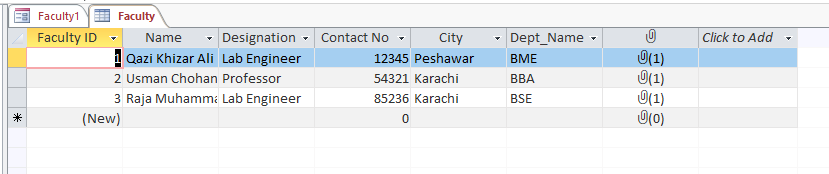 Faculty1 Faculty
Faculty ID Name Designation Contact No City Dept_Name Click to Add
1 Qazi Khizar Ali Lab Engineer 12345 Peshawar BME (1)
2 Usman Chohan Professor 54321 Karachi BBA (1)
3 Raja Muhamma Lab Engineer 85236 Karachi BSE (1)
(New) 0 (0)